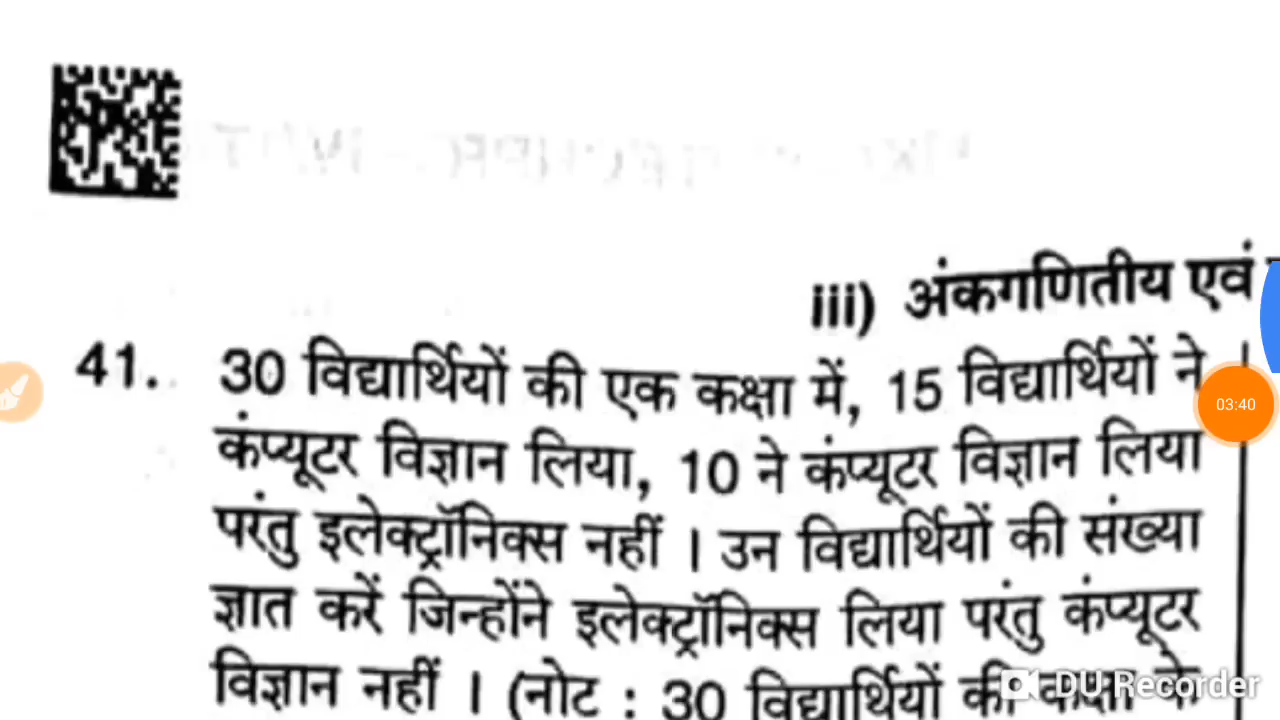 iii) अंकगणितीय एवं
41. 30 विद्यार्थियों की एक कक्षा में, 15 विद्यार्थियों ने
03:40
कंप्यूटर विज्ञान लिया, 10 ने कंप्यूटर विज्ञान लिया
परंतु इलेक्ट्रॉनिक्स नहीं । उन विद्यार्थियों की संख्या
ज्ञात करें जिन्होंने इलेक्ट्रॉनिक्स लिया परंतु कंप्यूटर
विज्ञान नहीं । (नोट : 30 विद्यार्थियों की कक्षा के
DU Recorder